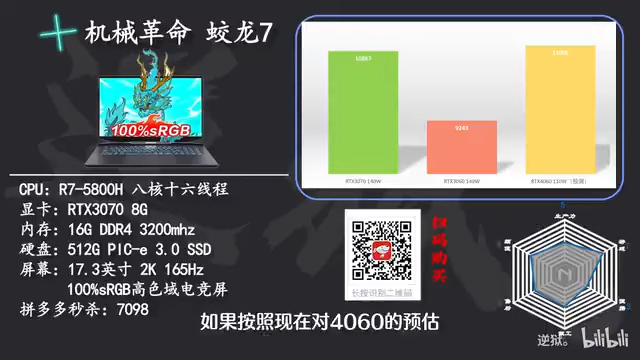 机械革命 蛟龙7
100%sRGB
CPU：R7-5800H 八核十六线程
显卡：RTX3070 8G
内存：16G DDR4 3200mhz
硬盘：512G PIC-e 3.0 SSD
屏幕：17.3英寸 2K 165Hz
100%sRGB高色域电竞屏
拼多多秒杀：7098
9243
RTX3070 140W
RTX3060 140W
RTX4060 110W（预测）
扫码购买
长按识别二维码
5
生产力
如果按照现在对4060的预估
逆狱。 bilibili